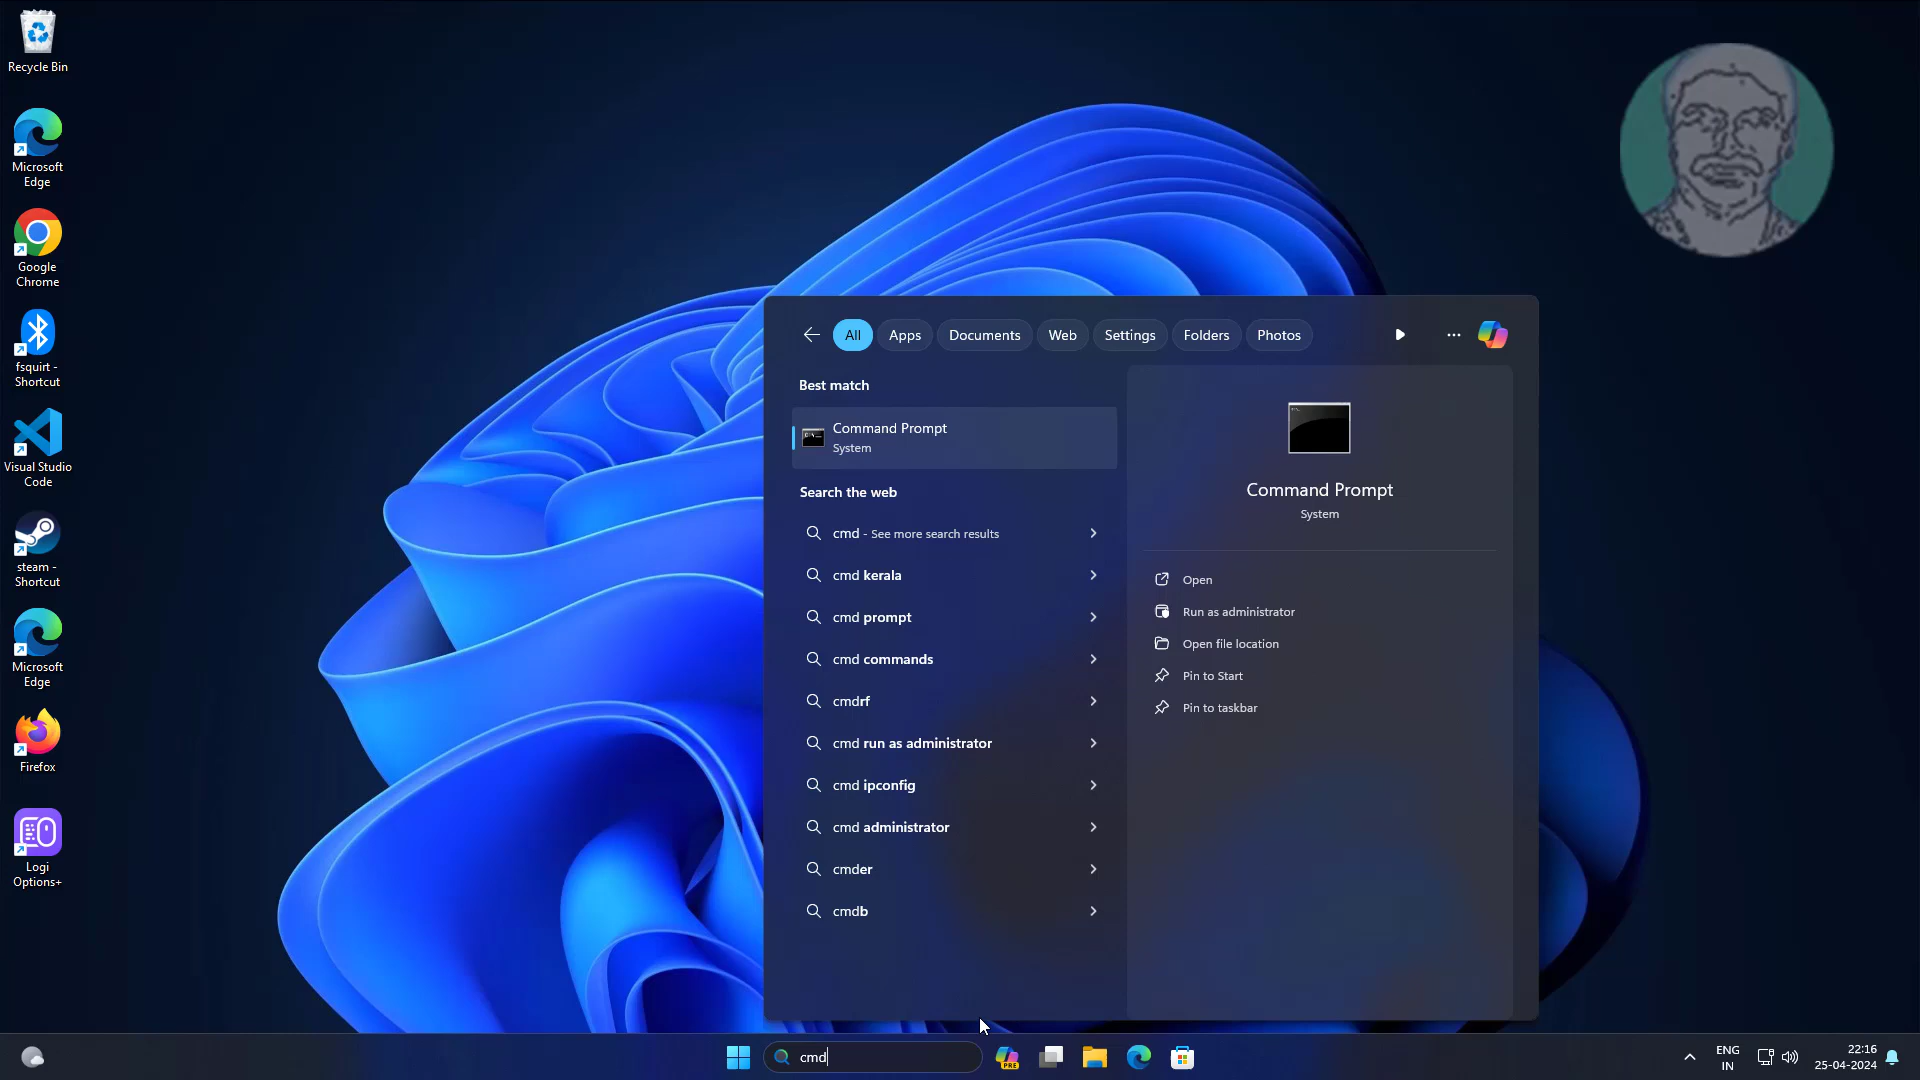 Recycle Bin
Microsoft
Edge
Google
Chrome
fsquirt -
Shortcut
Visual Studio
Code
steam -
Shortcut
Microsoft
Edge
Firefox
Logi
Options+
All
Apps
Documents
Web
Settings
Folders
Photos
Best match
Command Prompt
System
Search the web
cmd - See more search results
cmd kerala
cmd prompt
cmd commands
cmdrf
cmd run as administrator
cmd ipconfig
cmd administrator
cmder
cmdb
Command Prompt
System
Open
Run as administrator
Open file location
Pin to Start
Pin to taskbar
cmd
PRE
ENG
IN
22:16
25-04-2024